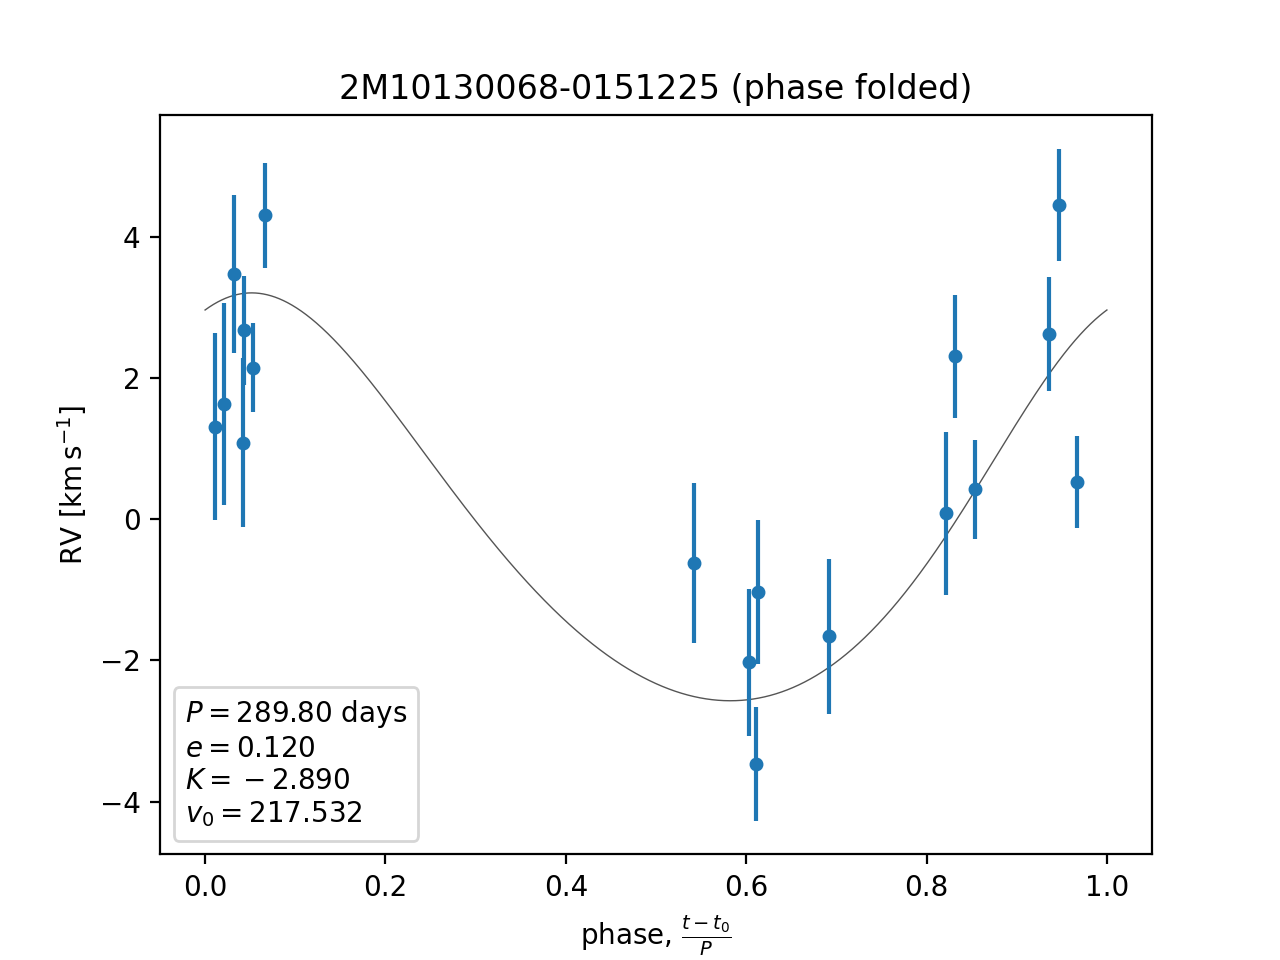 2M10130068-0151225 (phase folded)
RV [km s⁻¹]
4
2
0
−2
−4
P = 289.80 days
e = 0.120
K = −2.890
v₀ = 217.532
0.0 0.2 0.4 0.6 0.8 1.0
phase, (t − t₀)/P